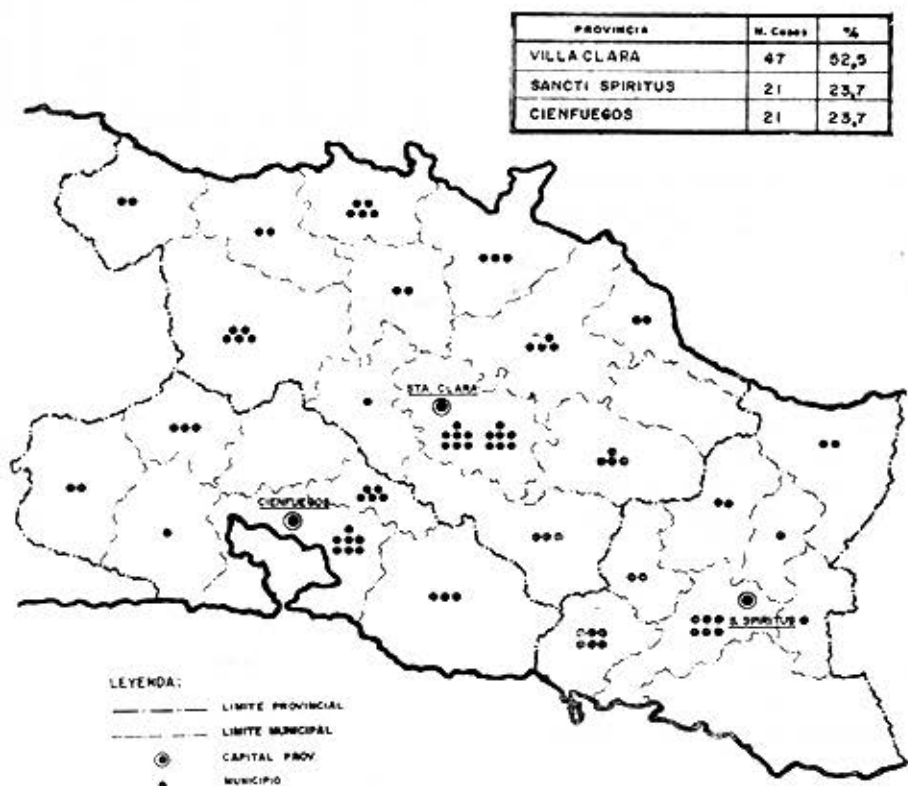 PROVINCIA N. Casos %
VILLA CLARA 47 52,5
SANCTI SPIRITUS 21 23,7
CIENFUEGOS 21 23,7
STA. CLARA
CIENFUEGOS
S. SPIRITUS
LEYENDA:
LIMITE PROVINCIAL
LIMITE MUNICIPAL
CAPITAL PROV
MUNICIPIO